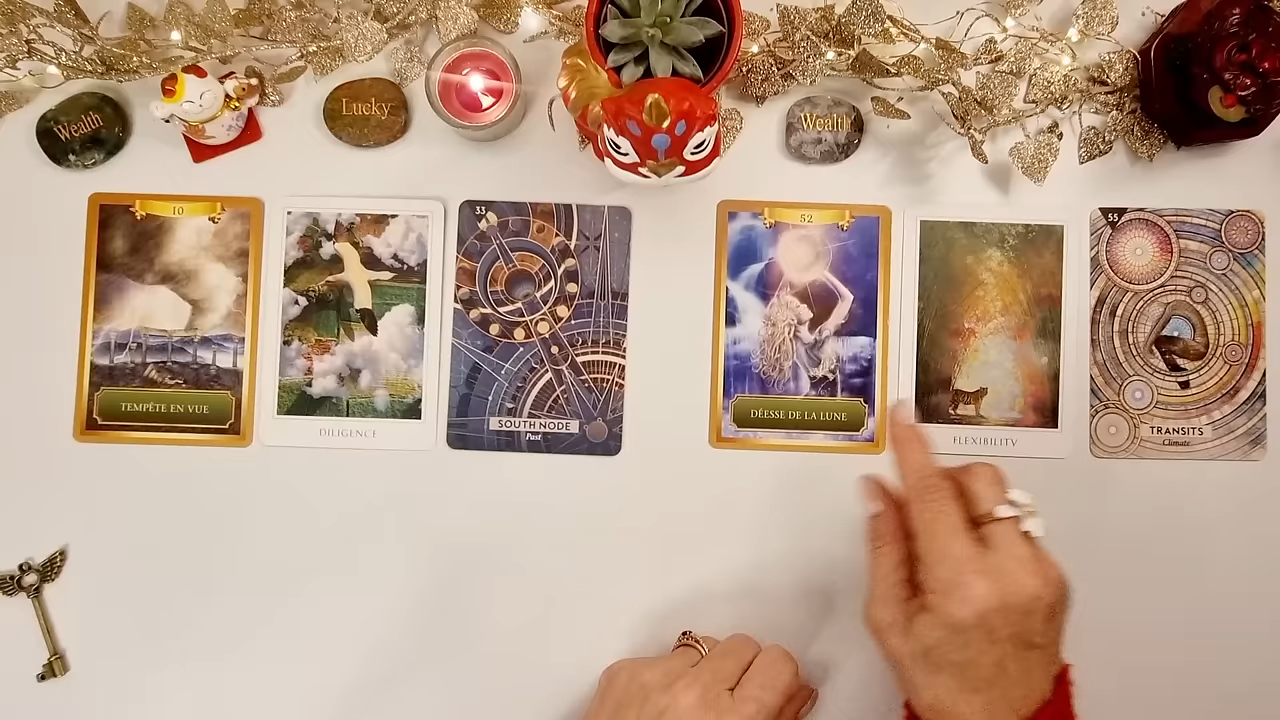 Wealth
Lucky
Wealth
10
TEMPÊTE EN VUE
DILIGENCE
33
SOUTH NODE
Past
52
DÉESSE DE LA LUNE
FLEXIBILITY
55
TRANSITS
Climate